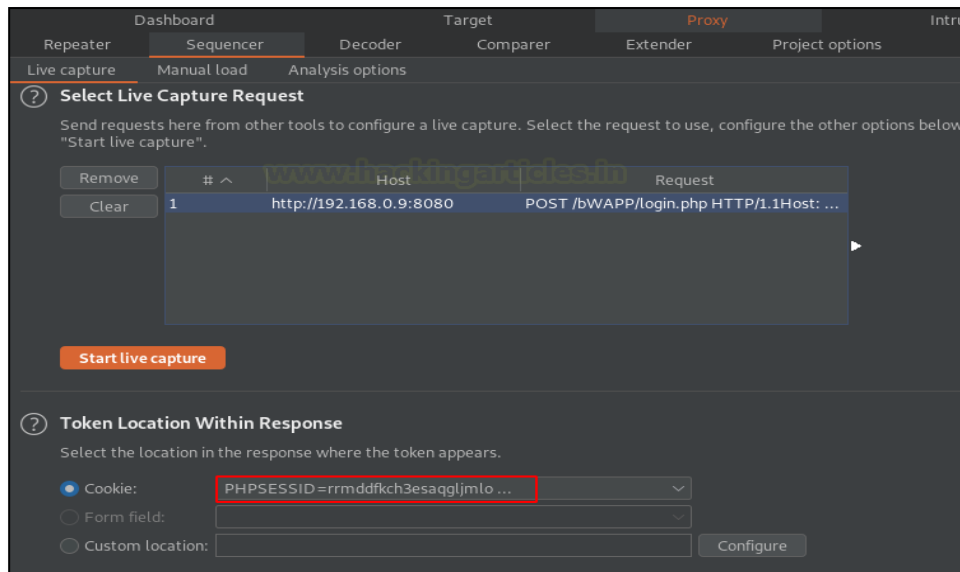 Dashboard Target Proxy
Repeater Sequencer Decoder Comparer Extender Project options
Live capture Manual load Analysis options
? Select Live Capture Request
Send requests here from other tools to configure a live capture. Select the request to use, configure the other options below
"Start live capture".
www.hackingarticles.in
Remove # Host Request
Clear 1 http://192.168.0.9:8080 POST /bWAPP/login.php HTTP/1.1Host: ...
Start live capture
? Token Location Within Response
Select the location in the response where the token appears.
Cookie: PHPSESSID=rrmddfkch3esaqgljmlo ...
Form field:
Custom location: Configure